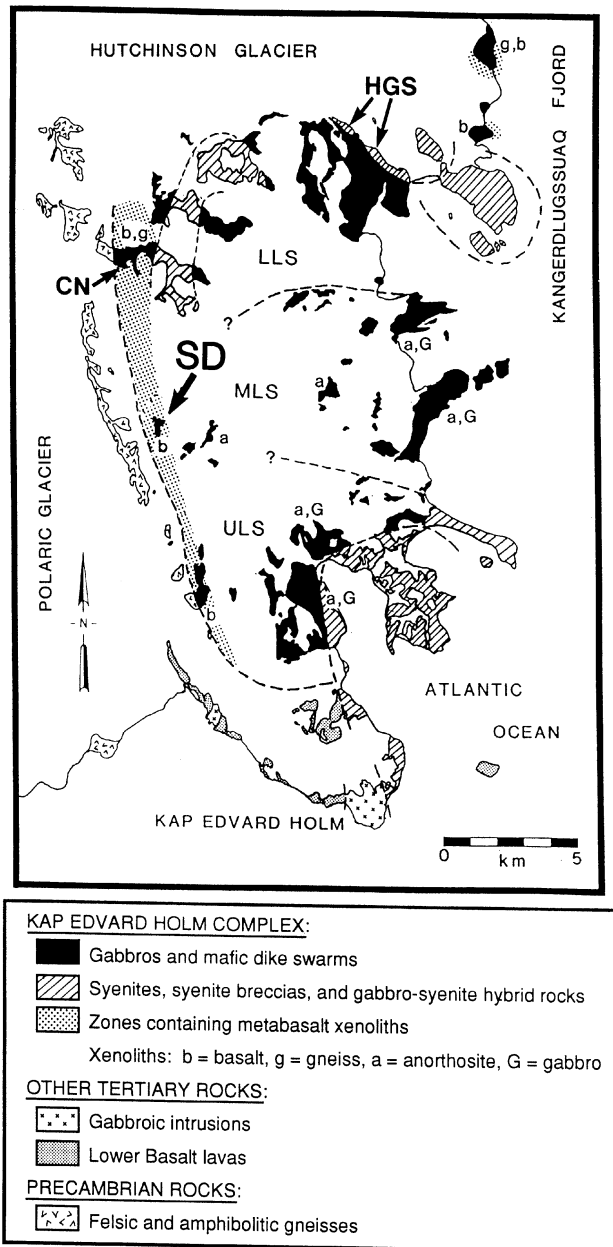 HUTCHINSON GLACIER
g,b
HGS
KANGERDLUGSSUAQ FJORD
b
b,g
LLS
CN
?
SD
a,G
a
MLS
a,G
b
a
?
POLARIC GLACIER
a,G
ULS
a,G
b
N
ATLANTIC
OCEAN
KAP EDVARD HOLM
0 km 5
KAP EDVARD HOLM COMPLEX:
Gabbros and mafic dike swarms
Syenites, syenite breccias, and gabbro-syenite hybrid rocks
Zones containing metabasalt xenoliths
Xenoliths: b = basalt, g = gneiss, a = anorthosite, G = gabbro
OTHER TERTIARY ROCKS:
Gabbroic intrusions
Lower Basalt lavas
PRECAMBRIAN ROCKS:
Felsic and amphibolitic gneisses